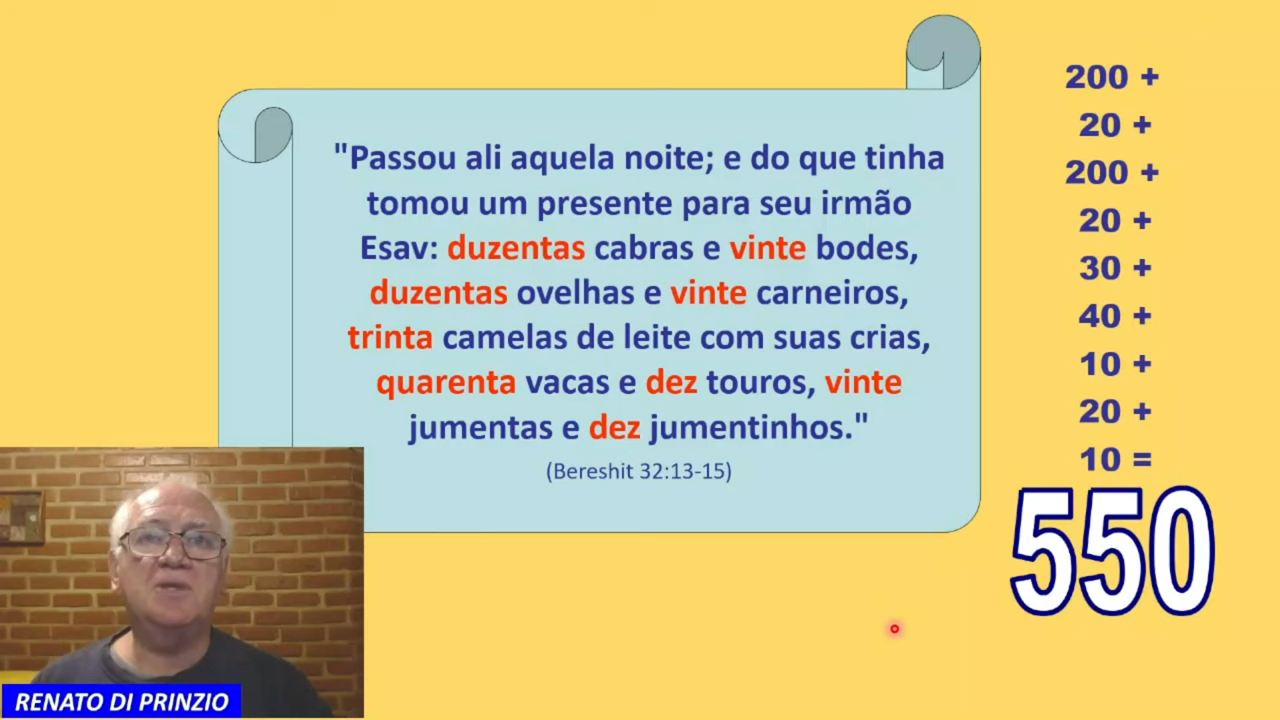 "Passou ali aquela noite; e do que tinha
tomou um presente para seu irmão
Esav: duzentas cabras e vinte bodes,
duzentas ovelhas e vinte carneiros,
trinta camelas de leite com suas crias,
quarenta vacas e dez touros, vinte
jumentas e dez jumentinhos."
(Bereshit 32:13-15)
200 +
20 +
200 +
20 +
30 +
40 +
10 +
20 +
10 =
550
RENATO DI PRINZIO